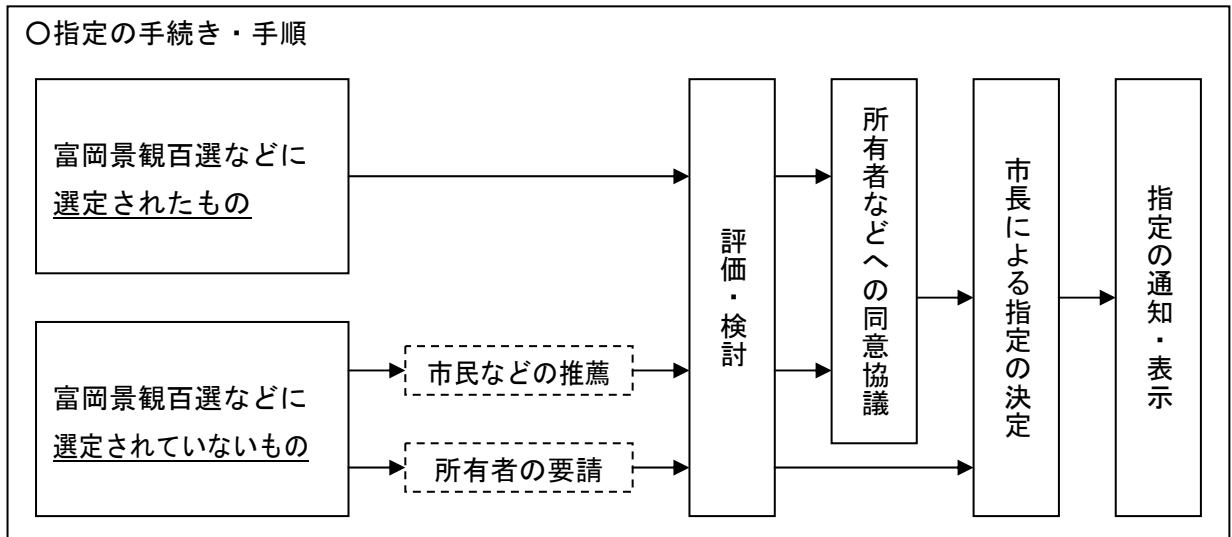 〇指定の手続き・手順
富岡景観百選などに
選定されたもの
富岡景観百選などに
選定されていないもの
市民などの推薦
所有者の要請
評価・検討
所有者などへの同意協議
市長による指定の決定
指定の通知・表示